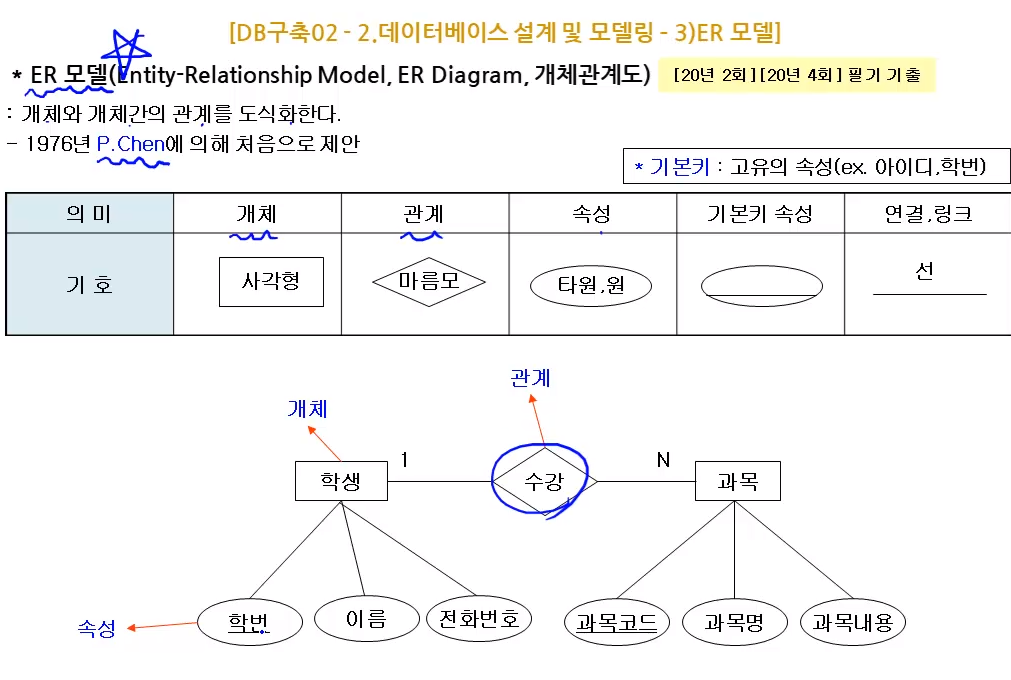 [DB구축02 - 2.데이터베이스 설계 및 모델링 - 3)ER 모델]
* ER 모델(Entity-Relationship Model, ER Diagram, 개체관계도) [20년 2회][20년 4회] 필기 기출
: 개체와 개체간의 관계를 도식화한다.
- 1976년 P.Chen에 의해 처음으로 제안
* 기본키 : 고유의 속성(ex. 아이디,학번)
의 미 개체 관계 속성 기본키 속성 연결,링크
기 호 사각형 마름모 타원,원 선
관계
개체
학생 1 수강 N 과목
속성 학번 이름 전화번호 과목코드 과목명 과목내용